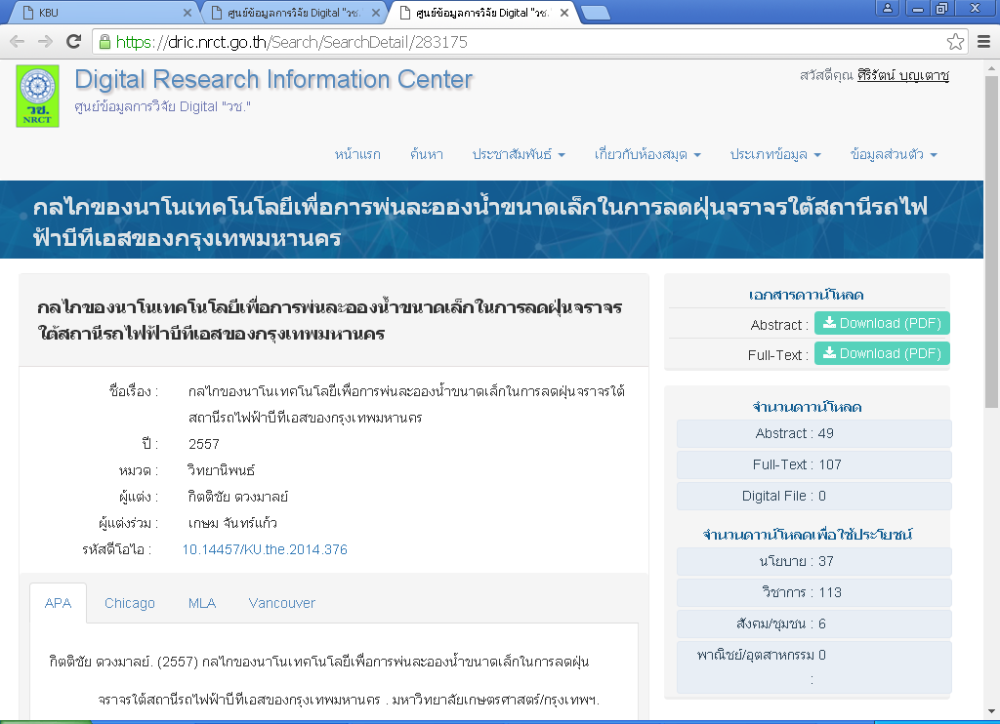 KBU
ศูนย์ข้อมูลการวิจัย Digital "วช.
ศูนย์ข้อมูลการวิจัย Digital "วช.
https://dric.nrct.go.th/Search/SearchDetail/283175
วช.
NRCT
Digital Research Information Center
ศูนย์ข้อมูลการวิจัย Digital "วช."
สวัสดีคุณ ศิริรัตน์ บุญเตาชู
หน้าแรก ค้นหา ประชาสัมพันธ์ เกี่ยวกับห้องสมุด ประเภทข้อมูล ข้อมูลส่วนตัว
กลไกของนาโนเทคโนโลยีเพื่อการพ่นละอองน้ำขนาดเล็กในการลดฝุ่นจราจรใต้สถานีรถไฟ
ฟ้าบีทีเอสของกรุงเทพมหานคร
กลไกของนาโนเทคโนโลยีเพื่อการพ่นละอองน้ำขนาดเล็กในการลดฝุ่นจราจร
ใต้สถานีรถไฟฟ้าบีทีเอสของกรุงเทพมหานคร
ชื่อเรื่อง : กลไกของนาโนเทคโนโลยีเพื่อการพ่นละอองน้ำขนาดเล็กในการลดฝุ่นจราจรใต้
สถานีรถไฟฟ้าบีทีเอสของกรุงเทพมหานคร
ปี : 2557
หมวด : วิทยานิพนธ์
ผู้แต่ง : กิตติชัย ดวงมาลย์
ผู้แต่งร่วม : เกษม จันทร์แก้ว
รหัสดีโอไอ : 10.14457/KU.the.2014.376
APA Chicago MLA Vancouver
กิตติชัย ดวงมาลย์. (2557) กลไกของนาโนเทคโนโลยีเพื่อการพ่นละอองน้ำขนาดเล็กในการลดฝุ่น
จราจรใต้สถานีรถไฟฟ้าบีทีเอสของกรุงเทพมหานคร . มหาวิทยาลัยเกษตรศาสตร์/กรุงเทพฯ.
เอกสารดาวน์โหลด
Abstract : Download (PDF)
Full-Text : Download (PDF)
จำนวนดาวน์โหลด
Abstract : 49
Full-Text : 107
Digital File : 0
จำนวนดาวน์โหลดเพื่อใช้ประโยชน์
นโยบาย : 37
วิชาการ : 113
สังคม/ชุมชน : 6
พาณิชย์/อุตสาหกรรม 0
: